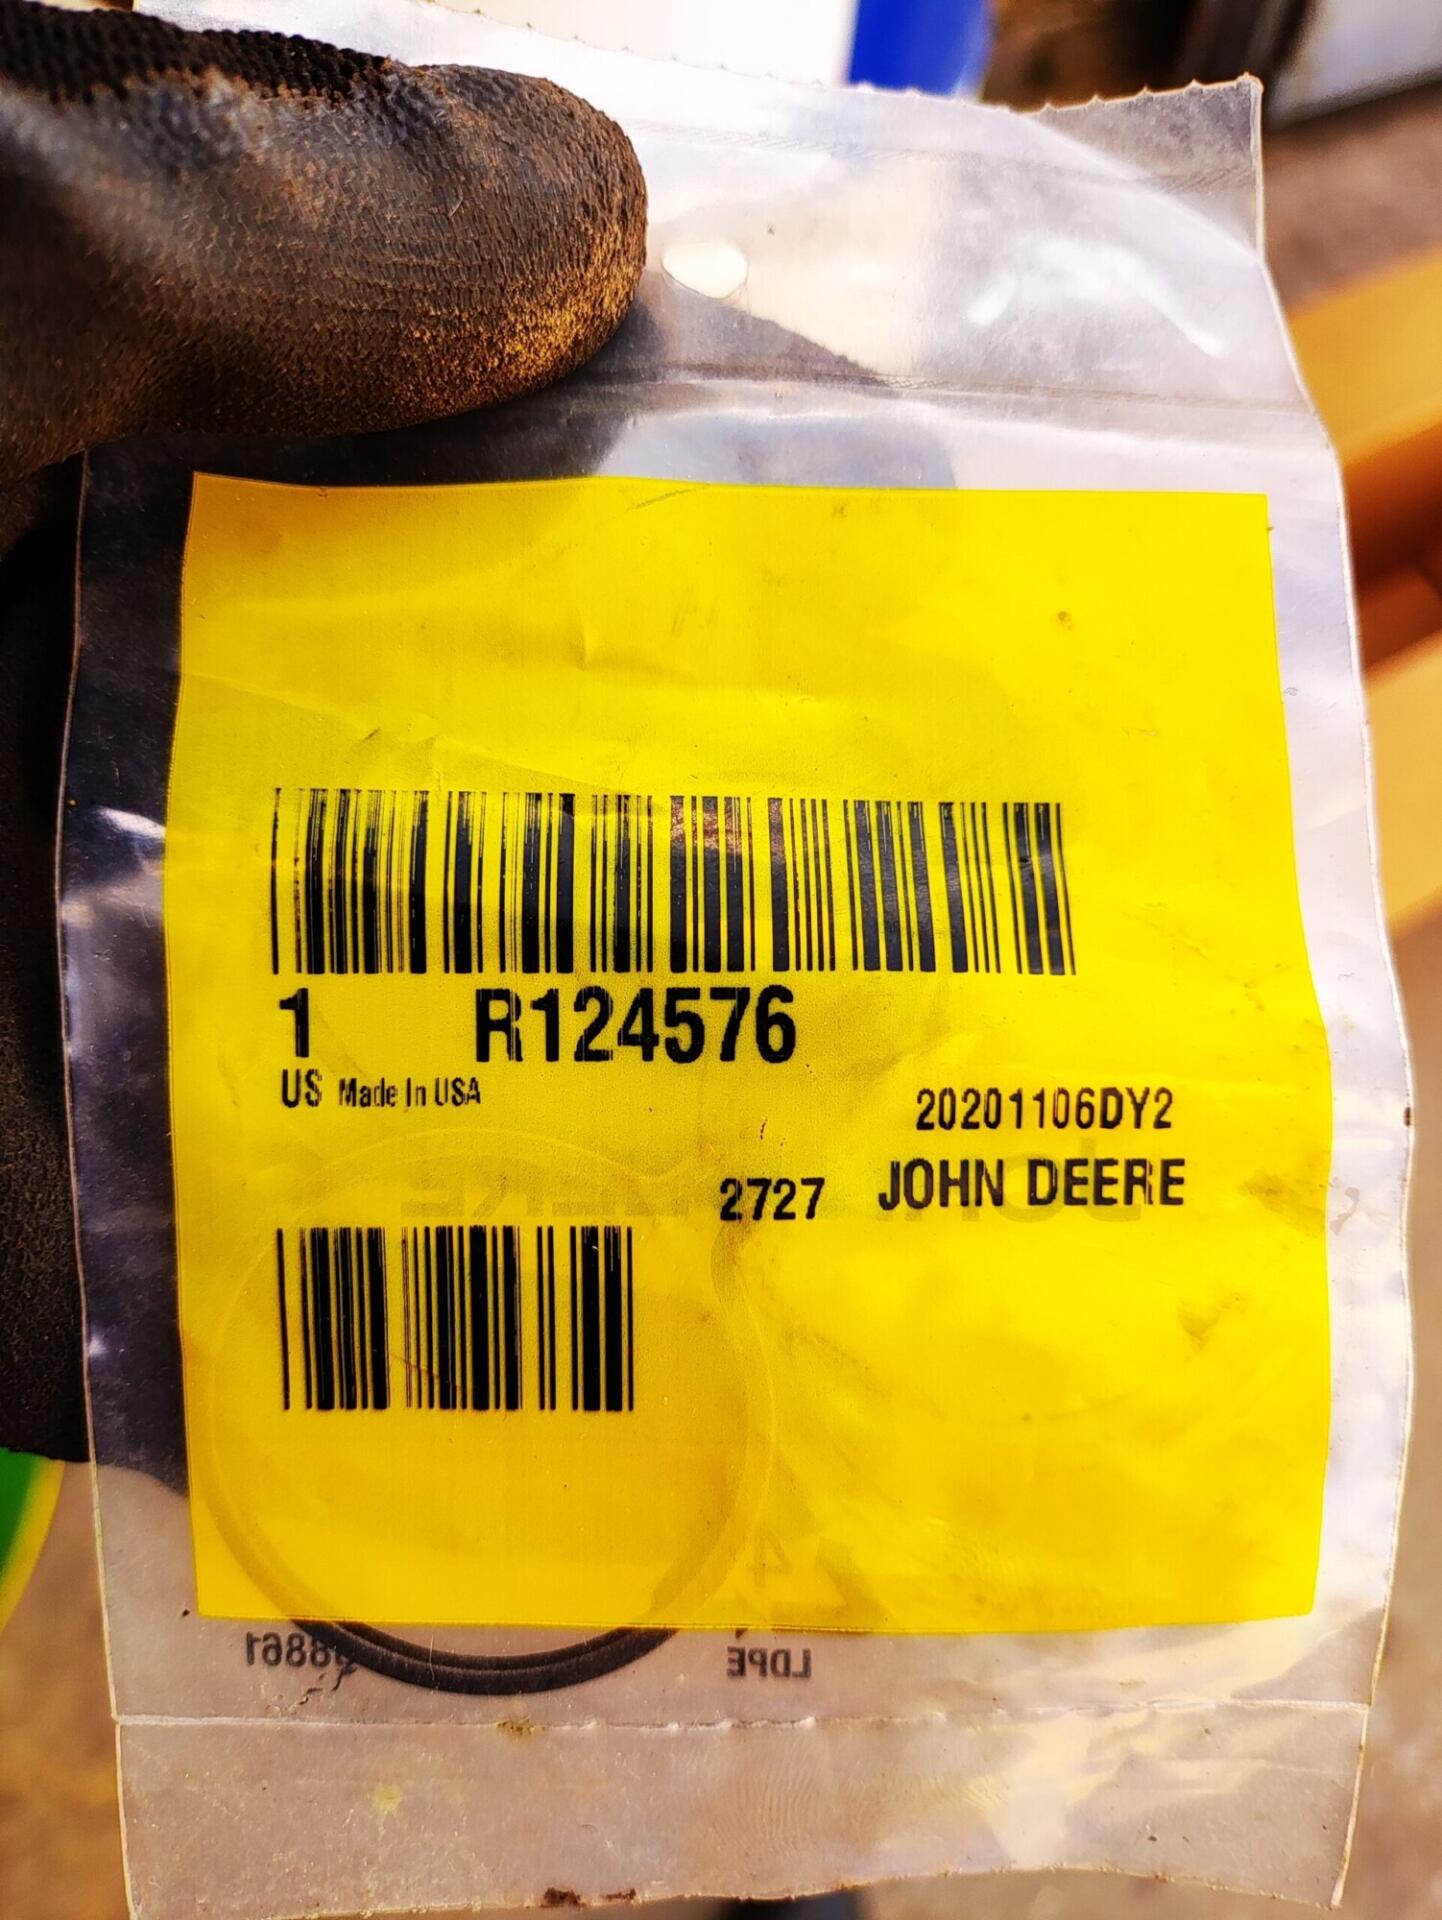 1 R124576
US Made In USA
20201106DY2
2727 JOHN DEERE
LDPE